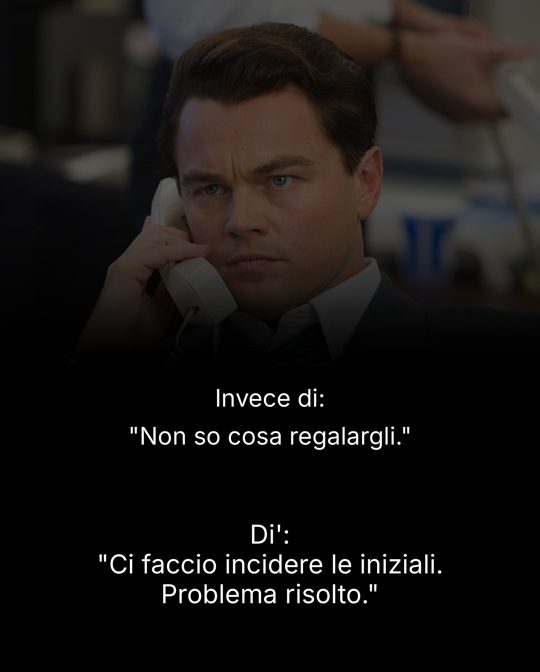 Invece di:
"Non so cosa regalargli."
Di':
"Ci faccio incidere le iniziali.
Problema risolto."